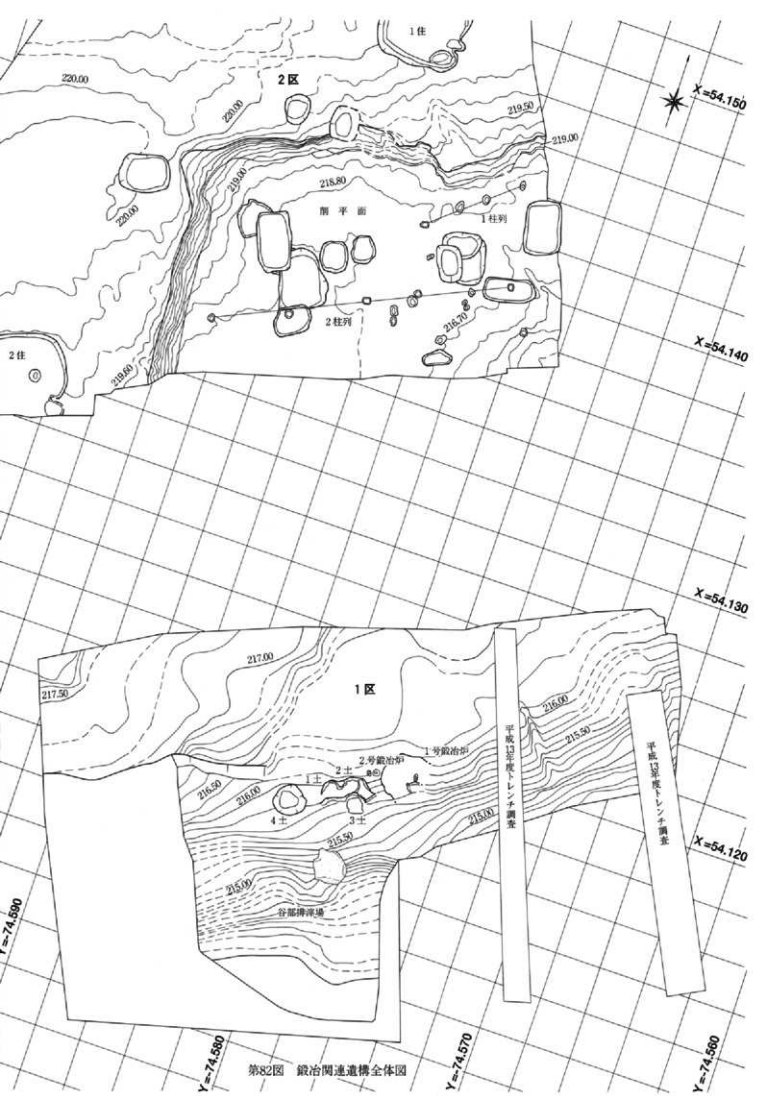 1住
220.00
2区
X=54.150
220.00
219.50
219.00
219.00
218.80
220.00
削平面
1柱列
2柱列
216.70
X=54.140
2住
219.60
X=54.130
217.00
217.50
1区
216.00
1号鍛冶炉
215.50
2号鍛冶炉
平成13年度トレンチ調査
平成13年度トレンチ調査
2土
1土
216.50
216.00
4土
3土
215.00
215.50
X=54.120
215.00
谷部排滓場
Y=-74.590
Y=-74.580
Y=-74.570
Y=-74.560
第82図 鍛冶関連遺構全体図